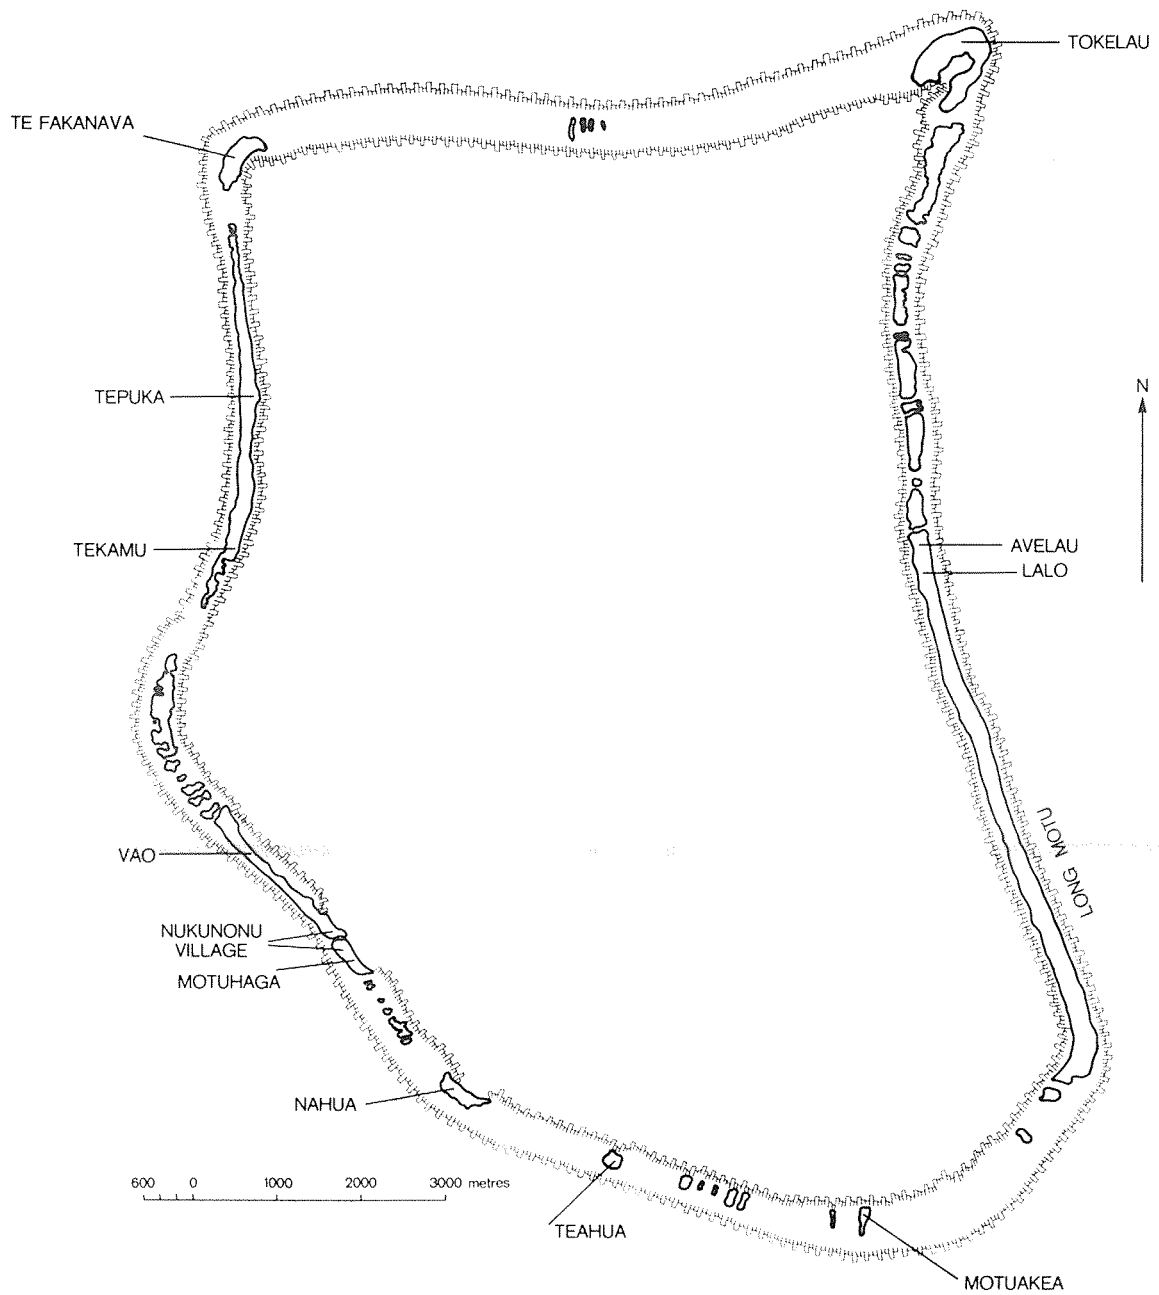 TOKELAU
TE FAKANAVA
N
TEPUKA
TEKAMU
AVELAU
LALO
LONG MOTU
VAO
NUKUNONU
VILLAGE
MOTUHAGA
NAHUA
600 0 1000 2000 3000 metres
TEAHUA
MOTUAKEA